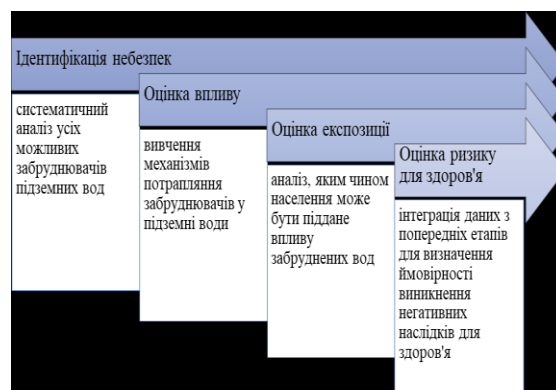 Ідентифікація небезпек
систематичний
аналіз усіх
можливих
забруднювачів
підземних вод
Оцінка впливу
вивчення
механізмів
потрапляння
забруднювачів у
підземні води
Оцінка експозиції
аналіз, яким чином
населення може
бути піддане
впливу
забруднених вод
Оцінка ризику
для здоров'я
інтеграція даних з
попередніх етапів
для визначення
ймовірності
виникнення
негативних
наслідків для
здоров'я